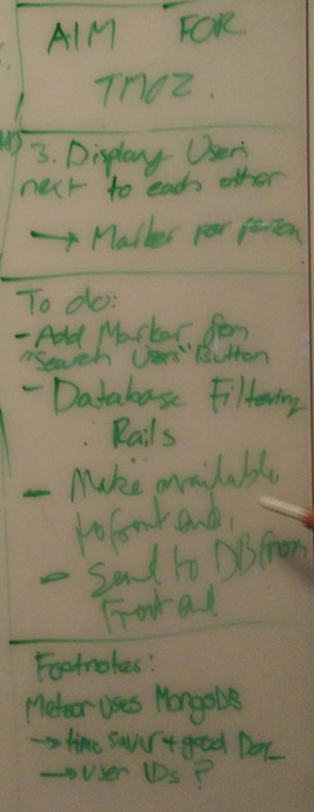 AIM FOR
TMOZ.
3. Display Users
next to each other
→ Marker per person
To do:
- Add Marker from
"Search Users" Button
- Database Filtering
. Rails
- Make available
to front end.
- Send to DB from
Front end
Footnotes:
Meteor uses MongoDB
→ time saver + good
→ User IDs?